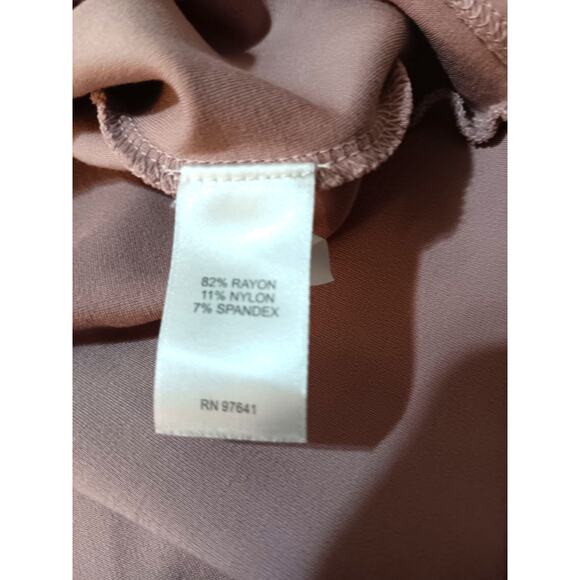 82% RAYON
11% NYLON
7% SPANDEX
RN 97641